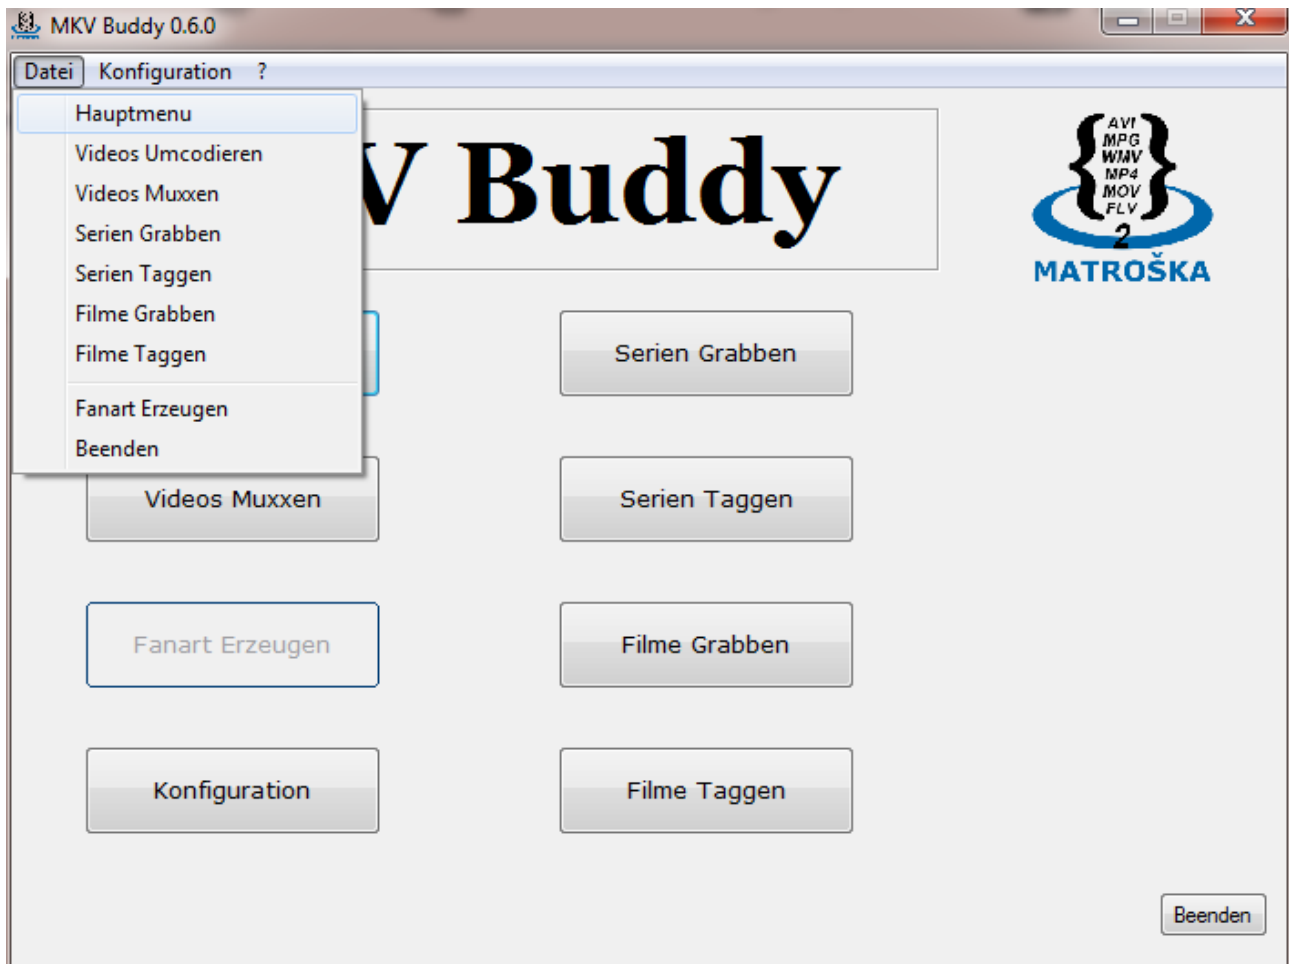 MKV Buddy 0.6.0
Datei Konfiguration ?
Hauptmenu
Videos Umcodieren
Videos Muxxen
Serien Grabben
Serien Taggen
Filme Grabben
Filme Taggen
Fanart Erzeugen
Beenden
V Buddy
AVI
MPG
WMV
MP4
MOV
FLV
2
MATROŠKA
Serien Grabben
Videos Muxxen
Serien Taggen
Fanart Erzeugen
Filme Grabben
Konfiguration
Filme Taggen
Beenden